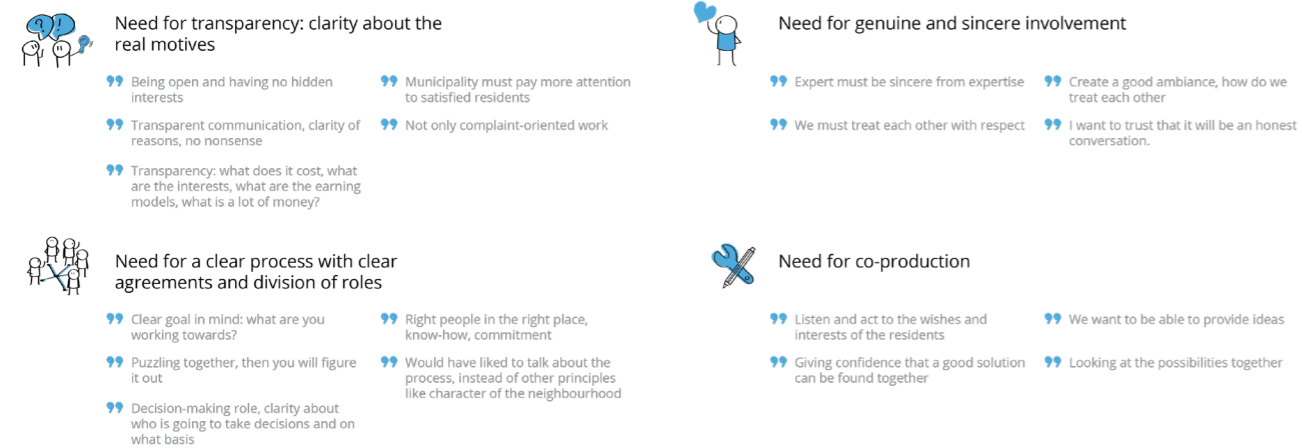 ? !
Need for transparency: clarity about the
real motives
Being open and having no hidden
interests
Transparent communication, clarity of
reasons, no nonsense
Transparency: what does it cost, what
are the interests, what are the earning
models, what is a lot of money?
Municipality must pay more attention
to satisfied residents
Not only complaint-oriented work
Need for genuine and sincere involvement
Expert must be sincere from expertise
We must treat each other with respect
Create a good ambiance, how do we
treat each other
I want to trust that it will be an honest
conversation.
Need for a clear process with clear
agreements and division of roles
Clear goal in mind: what are you
working towards?
Puzzling together, then you will figure
it out
Decision-making role, clarity about
who is going to take decisions and on
what basis
Right people in the right place,
know-how, commitment
Would have liked to talk about the
process, instead of other principles
like character of the neighbourhood
Need for co-production
Listen and act to the wishes and
interests of the residents
Giving confidence that a good solution
can be found together
We want to be able to provide ideas
Looking at the possibilities together